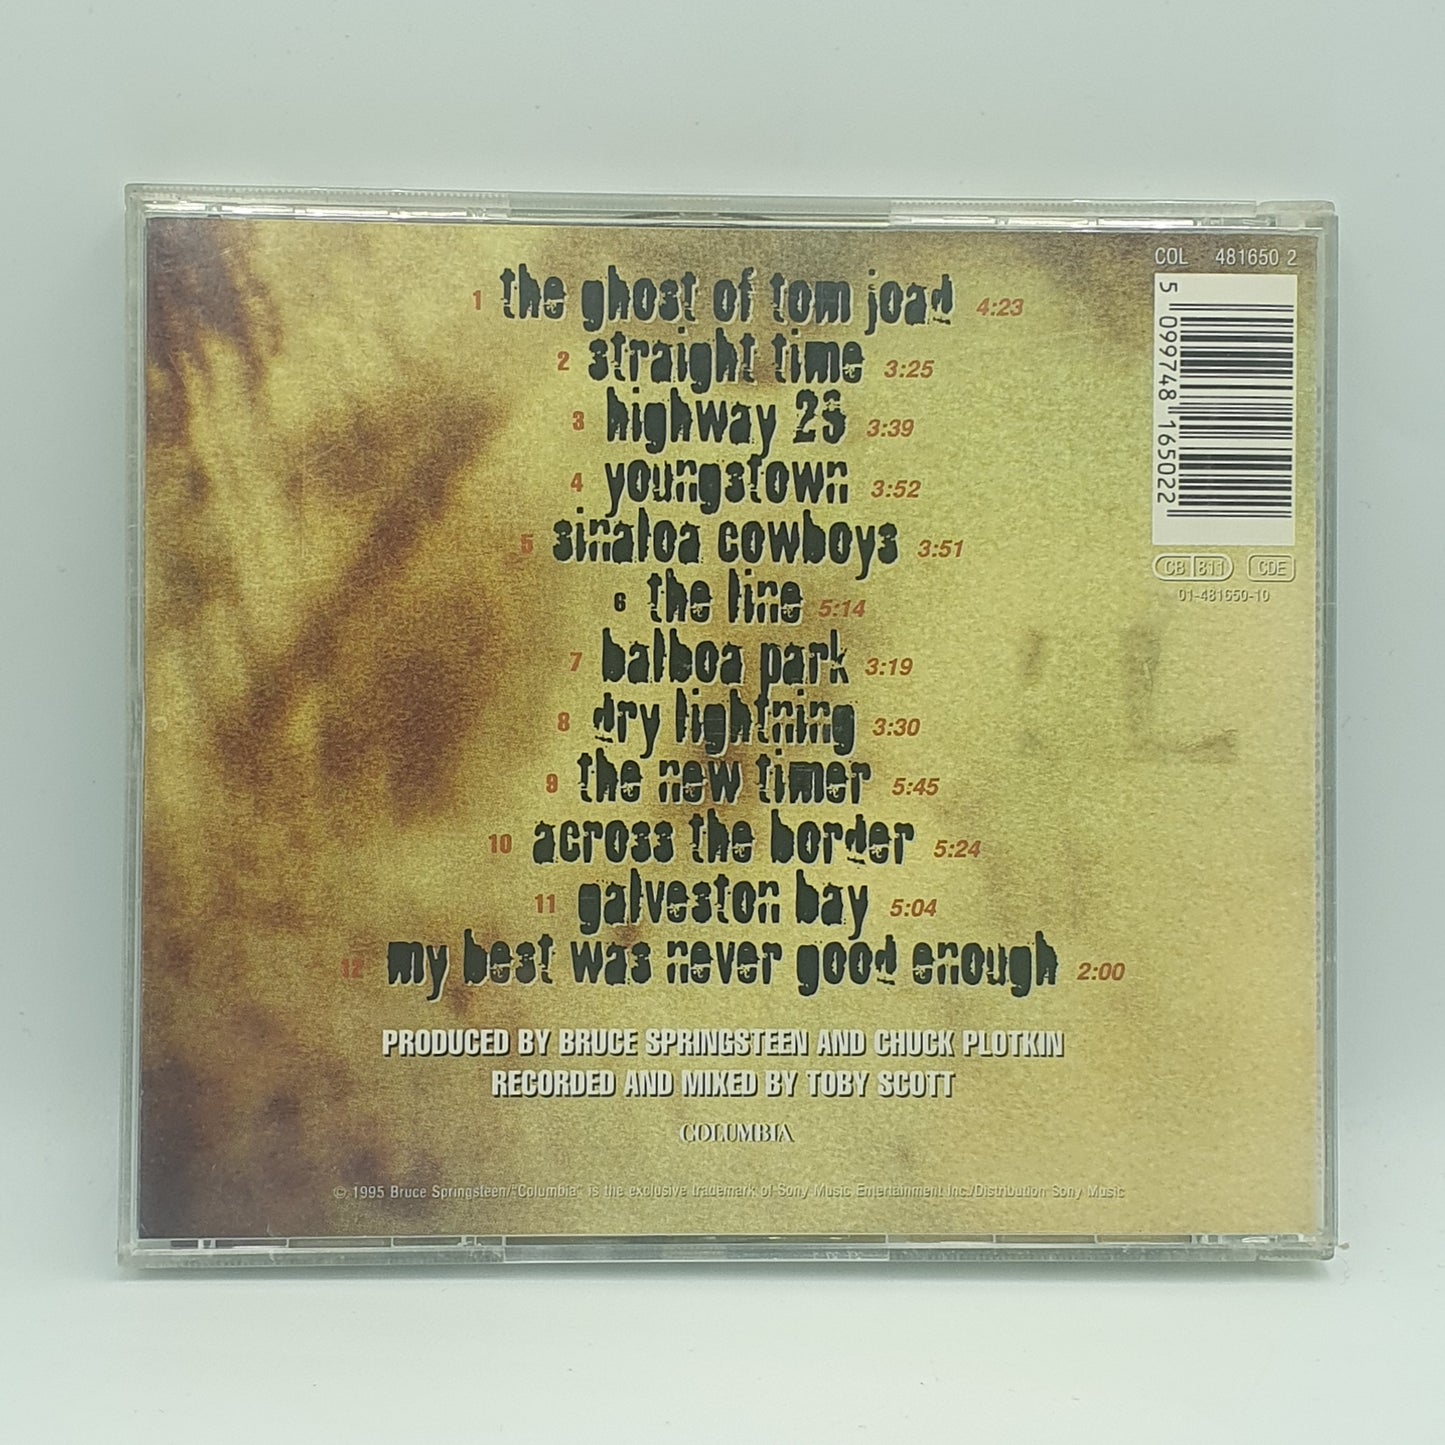 COL 481650 2
5 099748 165022
CB 811 CDE
01-481650-10
1 the ghost of tom joad 4:23
2 straight time 3:25
3 highway 29 3:39
4 youngstown 3:52
5 sinaloa cowboys 3:51
6 the line 5:14
7 balboa park 3:19
8 dry lightning 3:30
9 the new timer 5:45
10 across the border 5:24
11 galveston bay 5:04
12 my best was never good enough 2:00
PRODUCED BY BRUCE SPRINGSTEEN AND CHUCK PLOTKIN
RECORDED AND MIXED BY TOBY SCOTT
COLUMBIA
© 1995 Bruce Springsteen/"Columbia" is the exclusive trademark of Sony Music Entertainment Inc./Distribution Sony Music